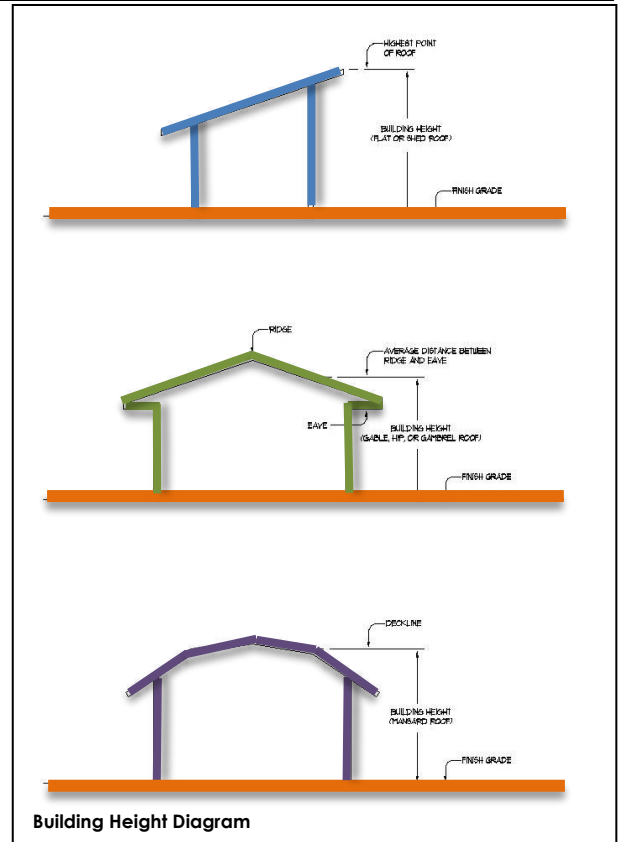 HIGHEST POINT
OF ROOF
BUILDING HEIGHT
(FLAT OR SHED ROOF)
FINISH GRADE
RIDGE
AVERAGE DISTANCE BETWEEN
RIDGE AND EAVE
EAVE
BUILDING HEIGHT
(GABLE, HIP, OR GAMBREL ROOF)
FINISH GRADE
DECKLINE
BUILDING HEIGHT
(MANSARD ROOF)
FINISH GRADE
Building Height Diagram